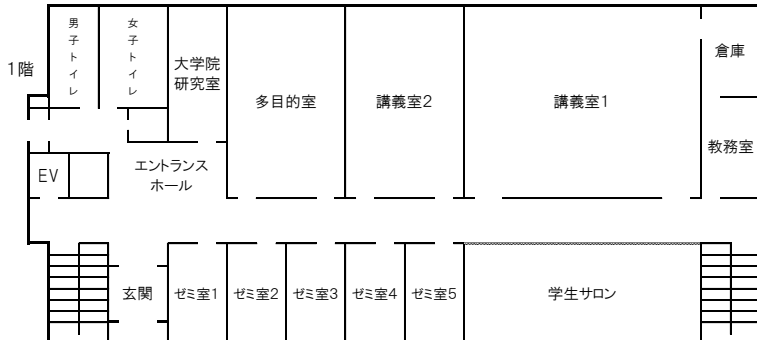 1階
男子トイレ
女子トイレ
大学院
研究室
多目的室
講義室2
講義室1
倉庫
教務室
EV
エントランス
ホール
玄関
ゼミ室1
ゼミ室2
ゼミ室3
ゼミ室4
ゼミ室5
学生サロン